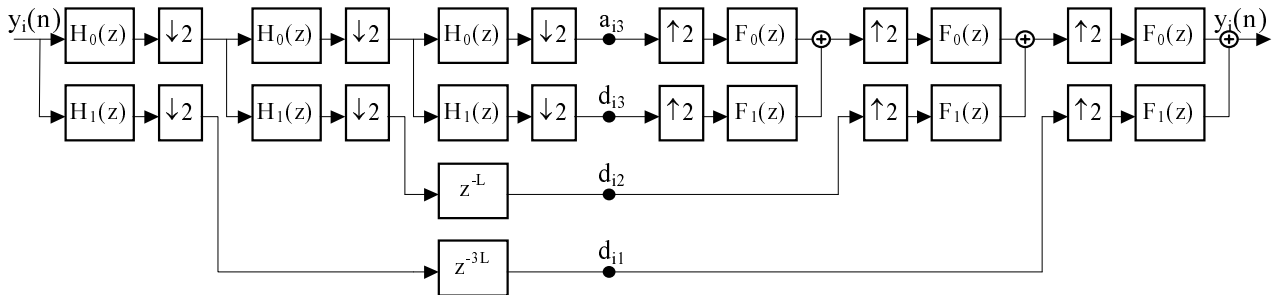 yᵢ(n) H₀(z) ↓2 H₀(z) ↓2 H₀(z) ↓2 aᵢ₃ ↑2 F₀(z) + ↑2 F₀(z) + ↑2 F₀(z) + yᵢ(n)
H₁(z) ↓2 H₁(z) ↓2 H₁(z) ↓2 dᵢ₃ ↑2 F₁(z) ↑2 F₁(z) ↑2 F₁(z)
z⁻ᴸ dᵢ₂
z⁻³ᴸ dᵢ₁